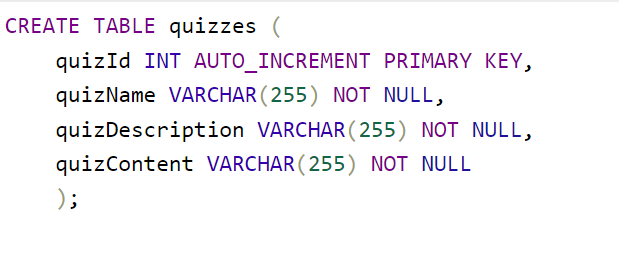 CREATE TABLE quizzes (
    quizId INT AUTO_INCREMENT PRIMARY KEY,
    quizName VARCHAR(255) NOT NULL,
    quizDescription VARCHAR(255) NOT NULL,
    quizContent VARCHAR(255) NOT NULL
    );